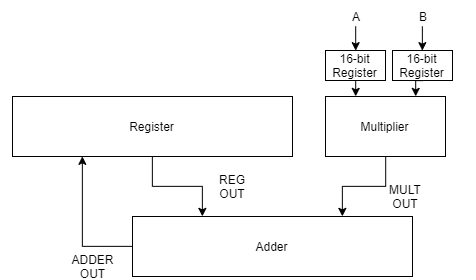 A
B
16-bit
Register
16-bit
Register
Register
Multiplier
REG
OUT
MULT
OUT
Adder
ADDER
OUT